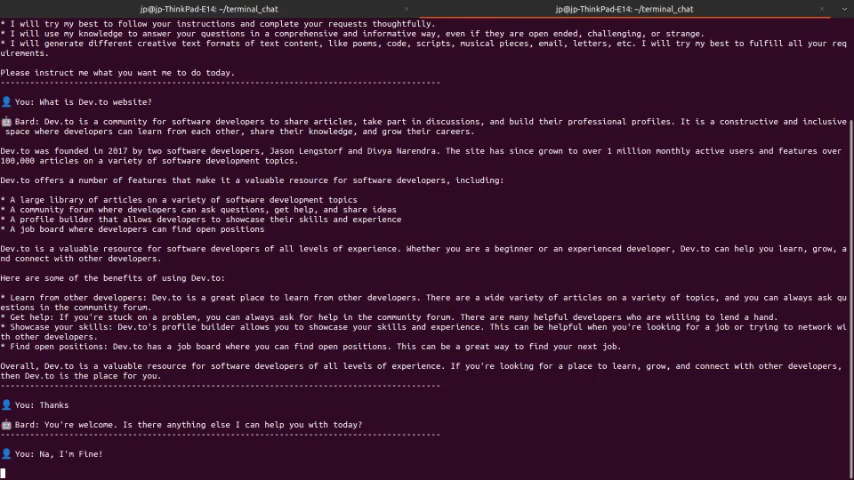 jp@jp-ThinkPad-E14: ~/terminal_chat
jp@jp-ThinkPad-E14: ~/terminal_chat
* I will try my best to follow your instructions and complete your requests thoughtfully.
* I will use my knowledge to answer your questions in a comprehensive and informative way, even if they are open ended, challenging, or strange.
* I will generate different creative text formats of text content, like poems, code, scripts, musical pieces, email, letters, etc. I will try my best to fulfill all your req
uirements.
Please instruct me what you want me to do today.
--------------------------------------------------------------------------------
You: What is Dev.to website?
Bard: Dev.to is a community for software developers to share articles, take part in discussions, and build their professional profiles. It is a constructive and inclusive
space where developers can learn from each other, share their knowledge, and grow their careers.
Dev.to was founded in 2017 by two software developers, Jason Lengstorf and Divya Narendra. The site has since grown to over 1 million monthly active users and features over
100,000 articles on a variety of software development topics.
Dev.to offers a number of features that make it a valuable resource for software developers, including:
* A large library of articles on a variety of software development topics
* A community forum where developers can ask questions, get help, and share ideas
* A profile builder that allows developers to showcase their skills and experience
* A job board where developers can find open positions
Dev.to is a valuable resource for software developers of all levels of experience. Whether you are a beginner or an experienced developer, Dev.to can help you learn, grow, a
nd connect with other developers.
Here are some of the benefits of using Dev.to:
* Learn from other developers: Dev.to is a great place to learn from other developers. There are a wide variety of articles on a variety of topics, and you can always ask qu
estions in the community forum.
* Get help: If you're stuck on a problem, you can always ask for help in the community forum. There are many helpful developers who are willing to lend a hand.
* Showcase your skills: Dev.to's profile builder allows you to showcase your skills and experience. This can be helpful when you're looking for a job or trying to network wi
th other developers.
* Find open positions: Dev.to has a job board where you can find open positions. This can be a great way to find your next job.
Overall, Dev.to is a valuable resource for software developers of all levels of experience. If you're looking for a place to learn, grow, and connect with other developers,
then Dev.to is the place for you.
--------------------------------------------------------------------------------
You: Thanks
Bard: You're welcome. Is there anything else I can help you with today?
--------------------------------------------------------------------------------
You: Na, I'm Fine!